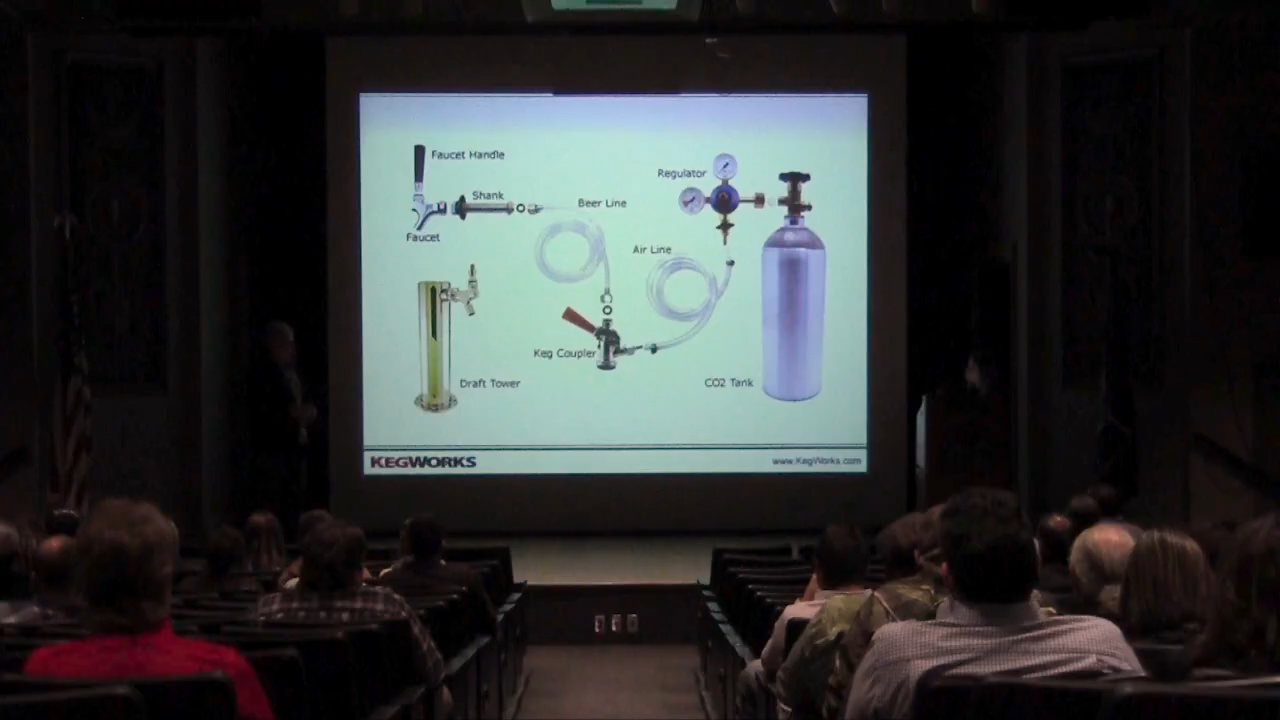 Faucet Handle
Regulator
Shank
Beer Line
Faucet
Air Line
Keg Coupler
Draft Tower
CO2 Tank
KEGWORKS
www.KegWorks.com